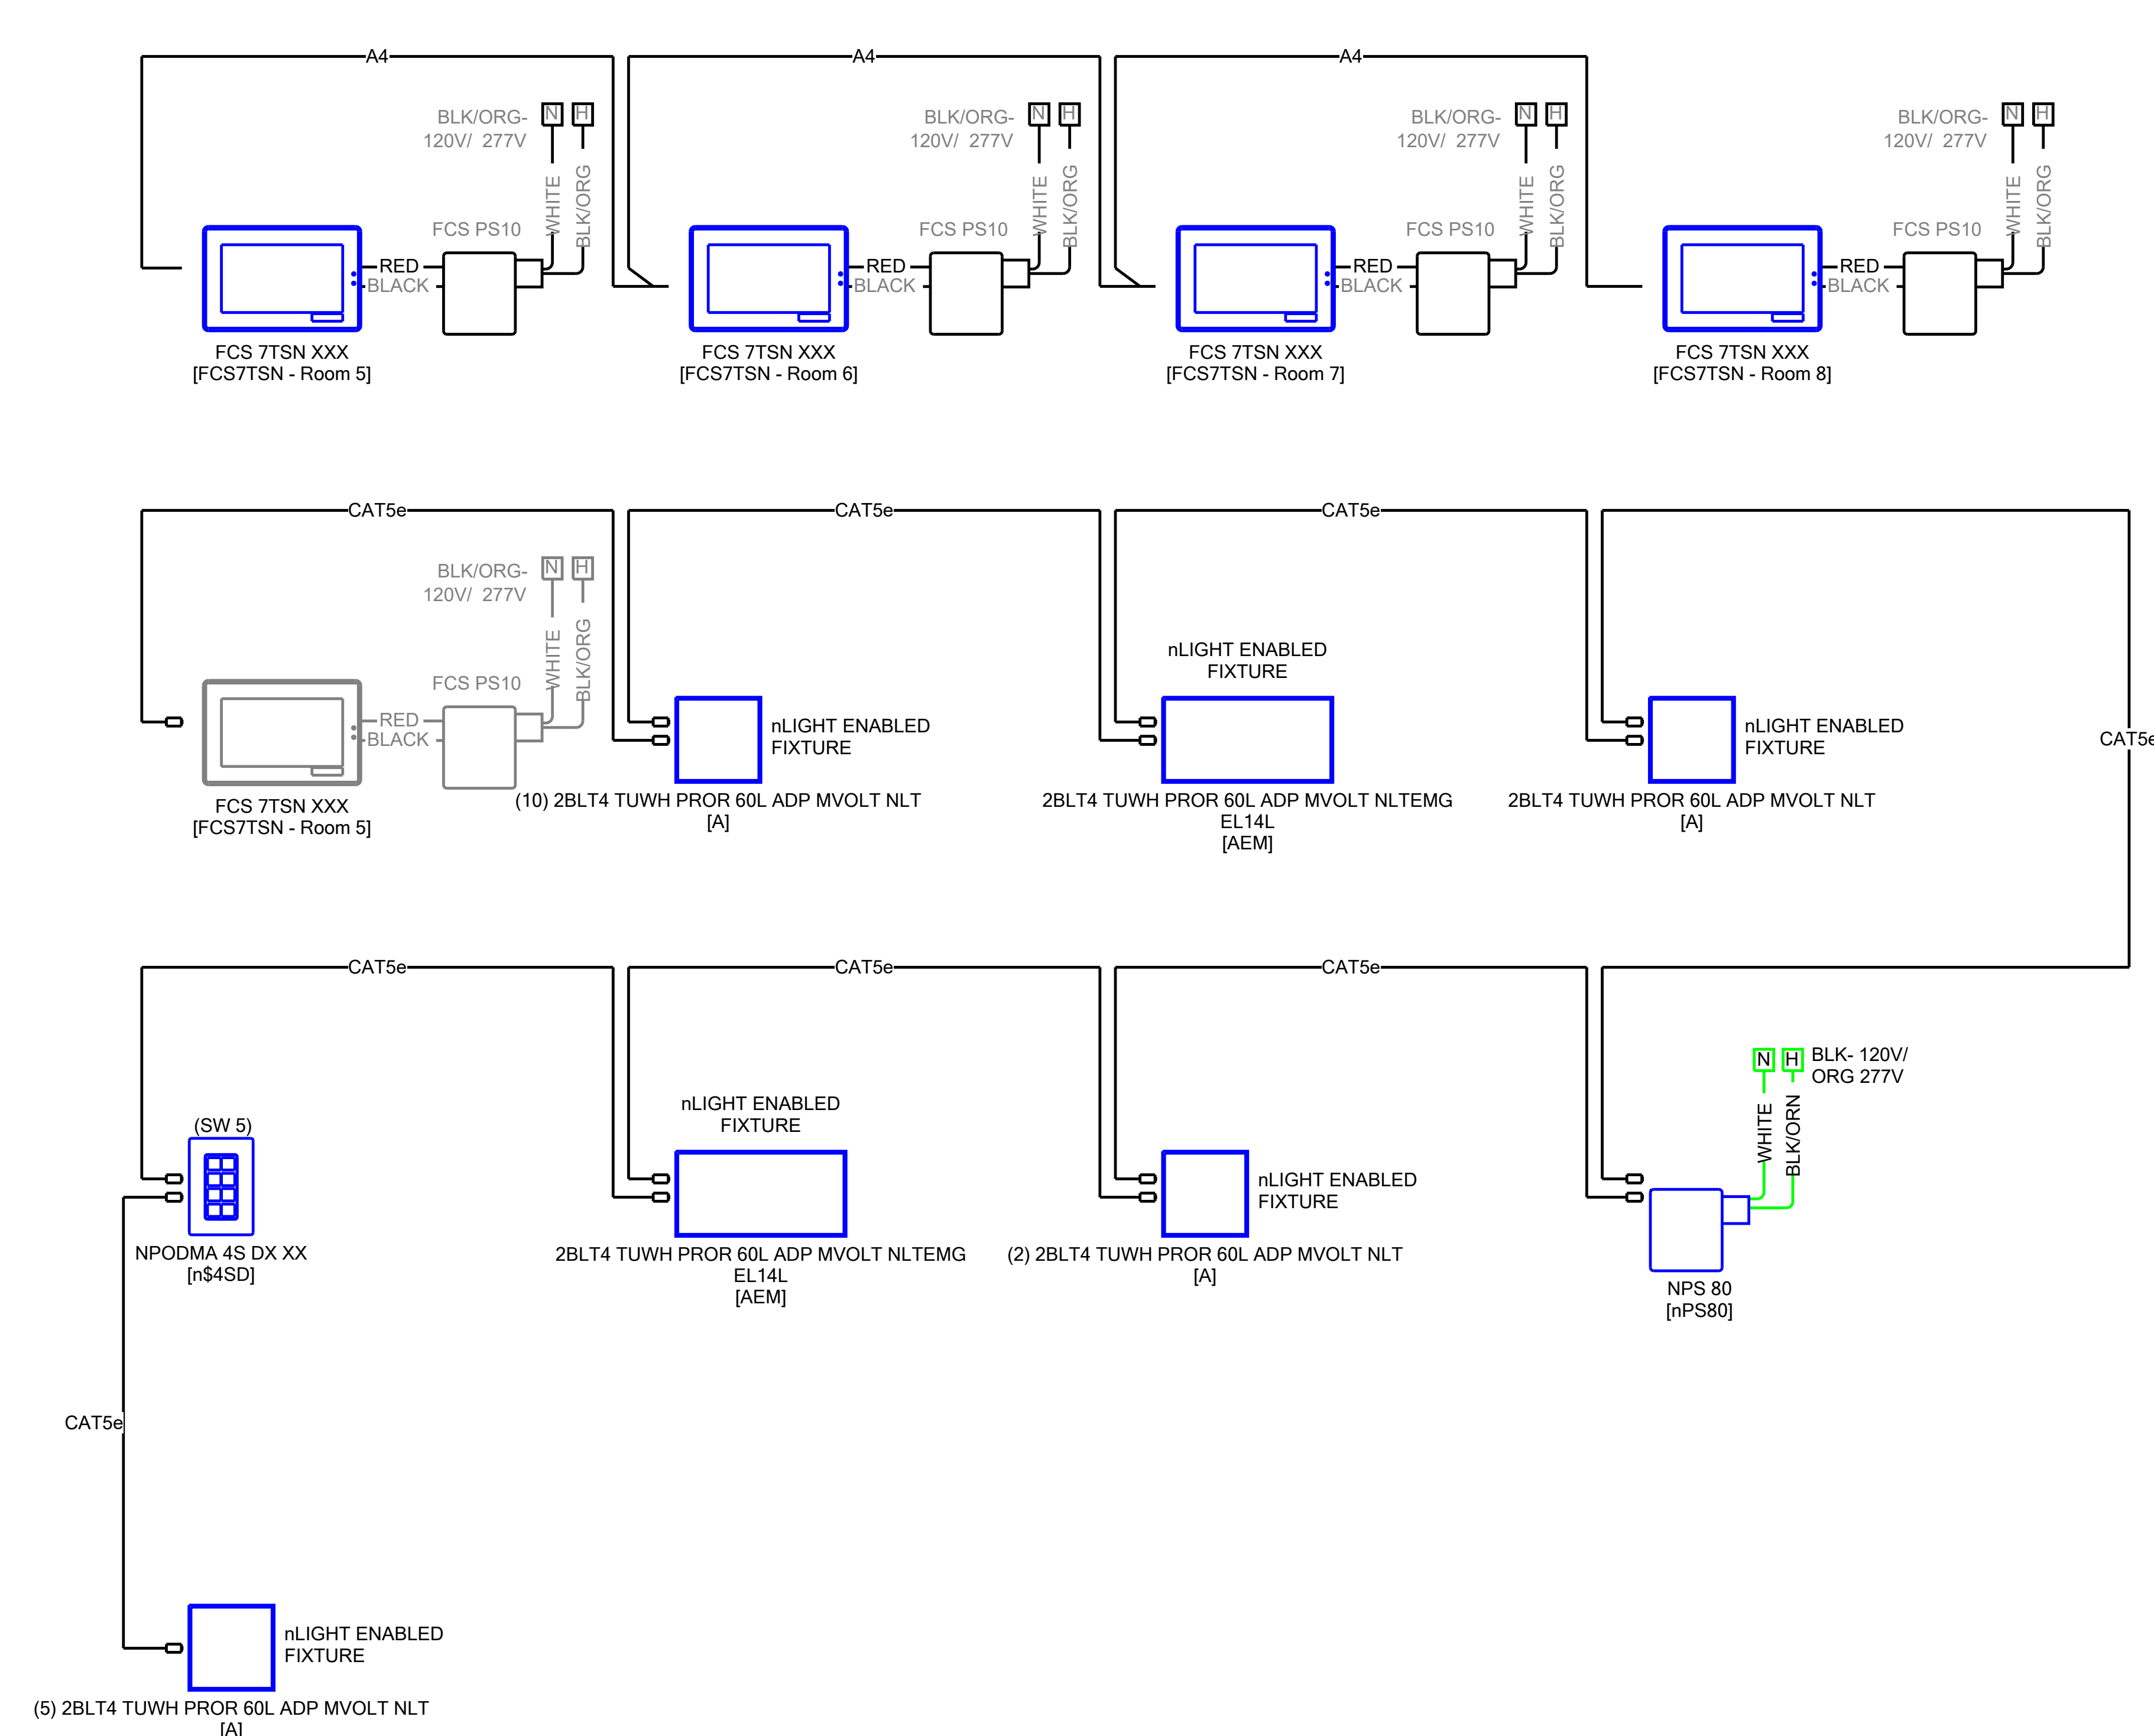 A4
A4
A4
BLK/ORG-
120V/ 277V
N
H
WHITE
BLK/ORG
FCS PS10
RED
BLACK
FCS 7TSN XXX
[FCS7TSN - Room 5]
BLK/ORG-
120V/ 277V
N
H
WHITE
BLK/ORG
FCS PS10
RED
BLACK
FCS 7TSN XXX
[FCS7TSN - Room 6]
BLK/ORG-
120V/ 277V
N
H
WHITE
BLK/ORG
FCS PS10
RED
BLACK
FCS 7TSN XXX
[FCS7TSN - Room 7]
BLK/ORG-
120V/ 277V
N
H
WHITE
BLK/ORG
FCS PS10
RED
BLACK
FCS 7TSN XXX
[FCS7TSN - Room 8]
CAT5e
CAT5e
CAT5e
BLK/ORG-
120V/ 277V
N
H
WHITE
BLK/ORG
FCS PS10
RED
BLACK
FCS 7TSN XXX
[FCS7TSN - Room 5]
nLIGHT ENABLED
FIXTURE
(10) 2BLT4 TUWH PROR 60L ADP MVOLT NLT
[A]
nLIGHT ENABLED
FIXTURE
2BLT4 TUWH PROR 60L ADP MVOLT NLTEMG
EL14L
[AEM]
nLIGHT ENABLED
FIXTURE
2BLT4 TUWH PROR 60L ADP MVOLT NLT
[A]
CAT5e
CAT5e
CAT5e
CAT5e
(SW 5)
NPODMA 4S DX XX
[n$4SD]
nLIGHT ENABLED
FIXTURE
2BLT4 TUWH PROR 60L ADP MVOLT NLTEMG
EL14L
[AEM]
nLIGHT ENABLED
FIXTURE
(2) 2BLT4 TUWH PROR 60L ADP MVOLT NLT
[A]
N
H
BLK- 120V/
ORG 277V
WHITE
BLK/ORN
NPS 80
[nPS80]
CAT5e
nLIGHT ENABLED
FIXTURE
(5) 2BLT4 TUWH PROR 60L ADP MVOLT NLT
[A]